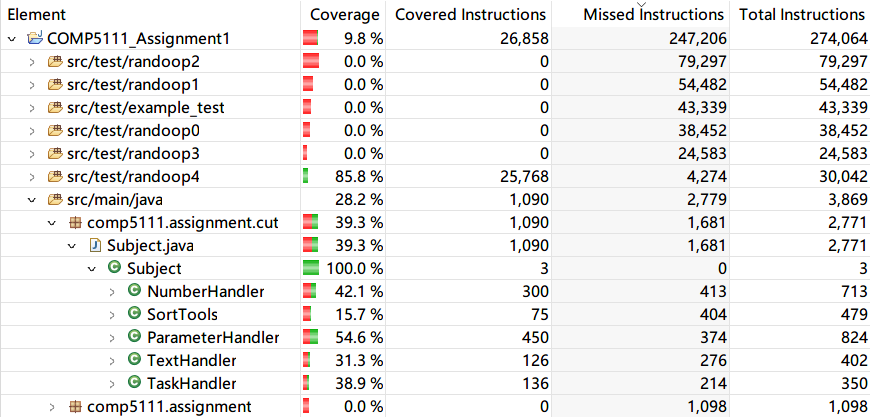 Element Coverage Covered Instructions Missed Instructions Total Instructions
COMP5111_Assignment1 9.8 % 26,858 247,206 274,064
src/test/randoop2 0.0 % 0 79,297 79,297
src/test/randoop1 0.0 % 0 54,482 54,482
src/test/example_test 0.0 % 0 43,339 43,339
src/test/randoop0 0.0 % 0 38,452 38,452
src/test/randoop3 0.0 % 0 24,583 24,583
src/test/randoop4 85.8 % 25,768 4,274 30,042
src/main/java 28.2 % 1,090 2,779 3,869
comp5111.assignment.cut 39.3 % 1,090 1,681 2,771
Subject.java 39.3 % 1,090 1,681 2,771
Subject 100.0 % 3 0 3
NumberHandler 42.1 % 300 413 713
SortTools 15.7 % 75 404 479
ParameterHandler 54.6 % 450 374 824
TextHandler 31.3 % 126 276 402
TaskHandler 38.9 % 136 214 350
comp5111.assignment 0.0 % 0 1,098 1,098